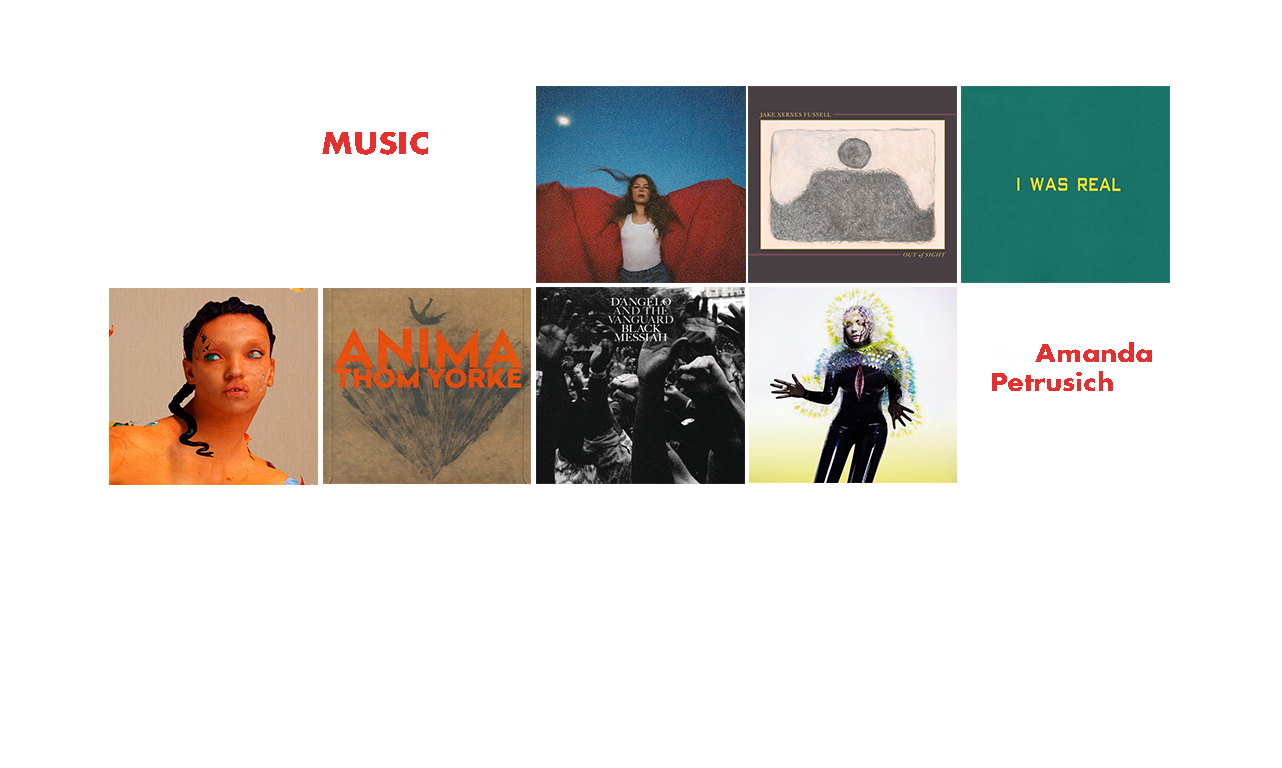 MUSIC
JAKE XERXES FUSSELL
OUT of SIGHT
I WAS REAL
ANIMA
THOM YORKE
D'ANGELO
AND THE
VANGUARD
BLACK
MESSIAH
Amanda
Petrusich